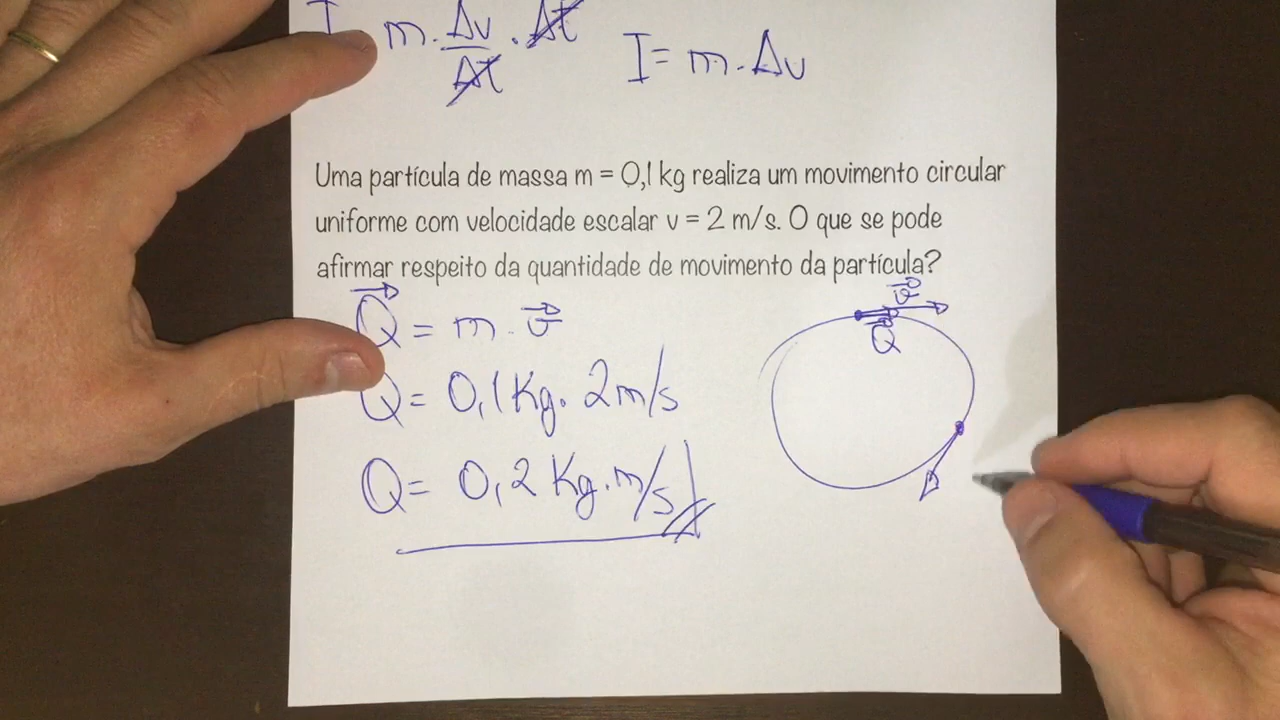 I m . Δv/Δt . Δt
I = m . Δv
Uma partícula de massa m = 0,1 kg realiza um movimento circular
uniforme com velocidade escalar v = 2 m/s. O que se pode
afirmar respeito da quantidade de movimento da partícula?
Q = m . v
Q = 0,1 Kg . 2 m/s
Q = 0,2 Kg . m/s
v
Q